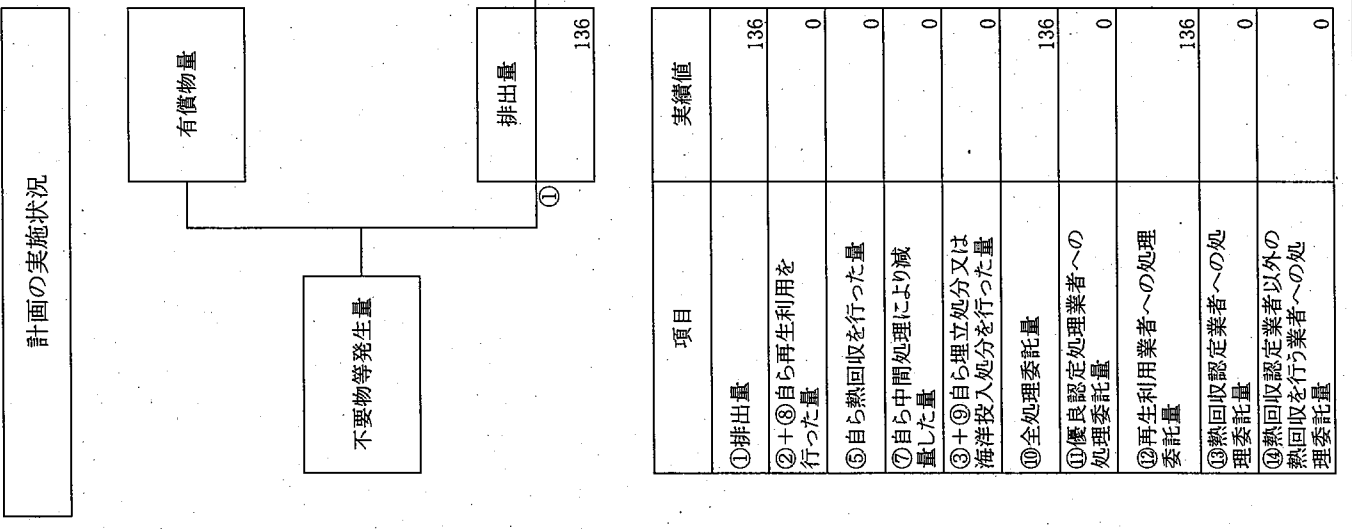 計画の実施状況
有償物量
不要物等発生量
排出量
①
136
項目
実績値
①排出量
136
②+⑧自ら再生利用を
行った量
0
⑤自ら熱回収を行った量
0
⑦自ら中間処理により減
量した量
0
③+⑨自ら埋立処分又は
海洋投入処分を行った量
0
⑩全処理委託量
136
⑪優良認定処理業者への
処理委託量
0
⑫再生利用業者への処理
委託量
136
⑬熱回収認定業者への処
理委託量
0
⑭熱回収認定業者以外の
熱回収を行う業者への処
理委託量
0